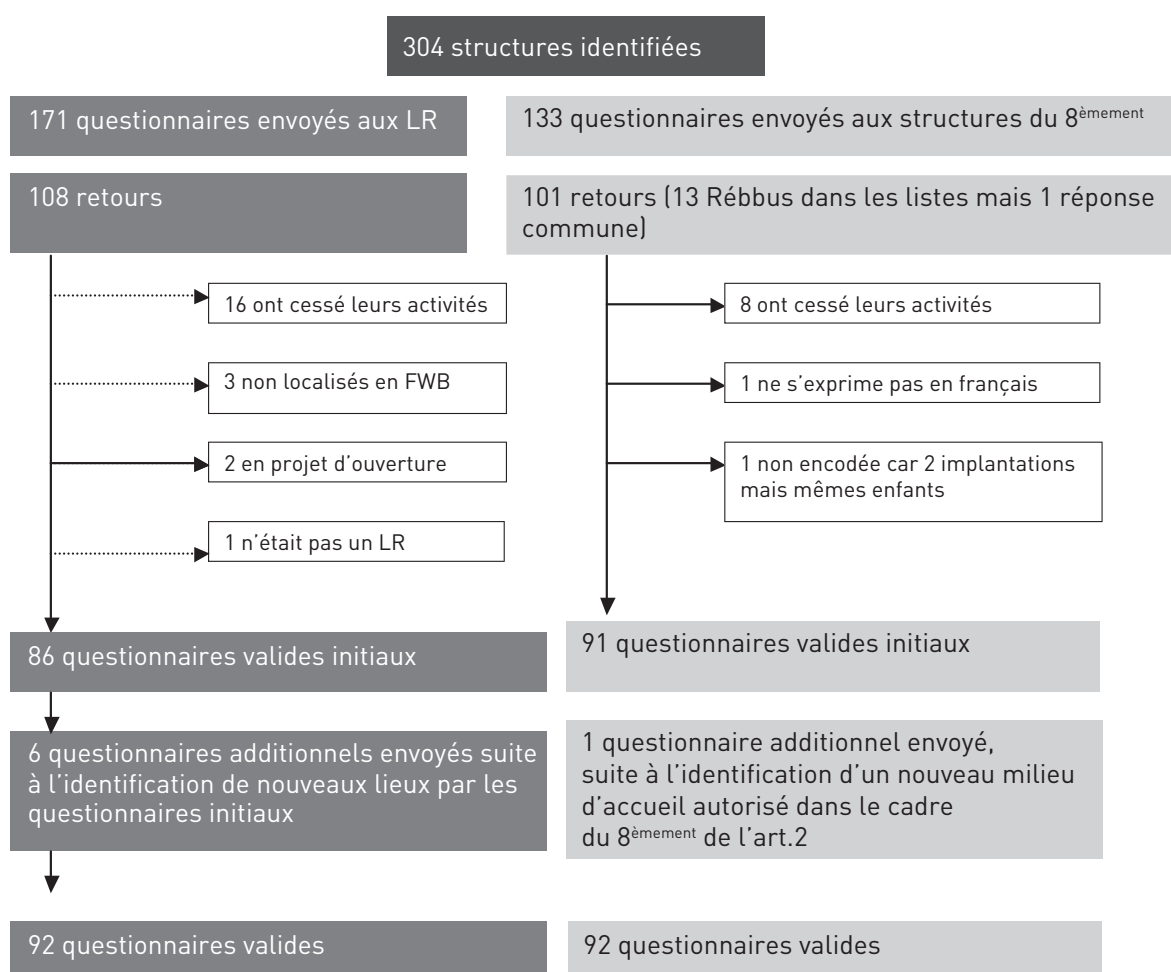 304 structures identifiées
171 questionnaires envoyés aux LR
133 questionnaires envoyés aux structures du 8èmement
108 retours
101 retours (13 Rébbus dans les listes mais 1 réponse
commune)
16 ont cessé leurs activités
8 ont cessé leurs activités
3 non localisés en FWB
1 ne s'exprime pas en français
2 en projet d'ouverture
1 non encodée car 2 implantations
mais mêmes enfants
1 n'était pas un LR
86 questionnaires valides initiaux
91 questionnaires valides initiaux
6 questionnaires additionnels envoyés suite
à l'identification de nouveaux lieux par les
questionnaires initiaux
1 questionnaire additionnel envoyé,
suite à l'identification d'un nouveau milieu
d'accueil autorisé dans le cadre
du 8èmement de l'art.2
92 questionnaires valides
92 questionnaires valides